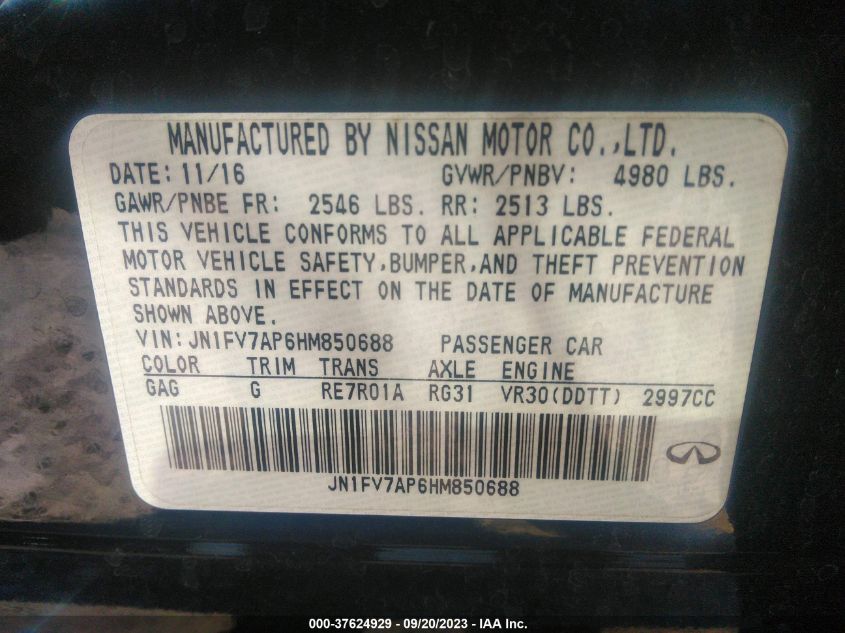 MANUFACTURED BY NISSAN MOTOR CO.,LTD.
DATE: 11/16 GVWR/PNBV: 4980 LBS.
GAWR/PNBE FR: 2546 LBS. RR: 2513 LBS.
THIS VEHICLE CONFORMS TO ALL APPLICABLE FEDERAL
MOTOR VEHICLE SAFETY,BUMPER,AND THEFT PREVENTION
STANDARDS IN EFFECT ON THE DATE OF MANUFACTURE
SHOWN ABOVE.
VIN:JN1FV7AP6HM850688 PASSENGER CAR
COLOR TRIM TRANS AXLE ENGINE
GAG G RE7R01A RG31 VR30(DDTT) 2997CC
JN1FV7AP6HM850688
000-37624929 - 09/20/2023 - IAA Inc.